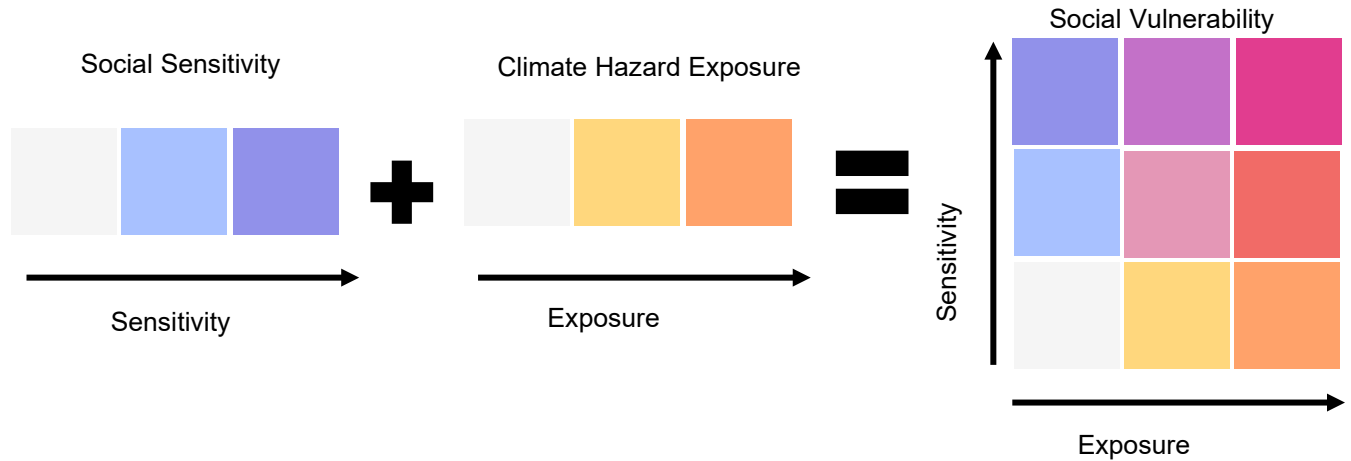 Social Sensitivity
Sensitivity
Climate Hazard Exposure
Exposure
Social Vulnerability
Sensitivity
Exposure